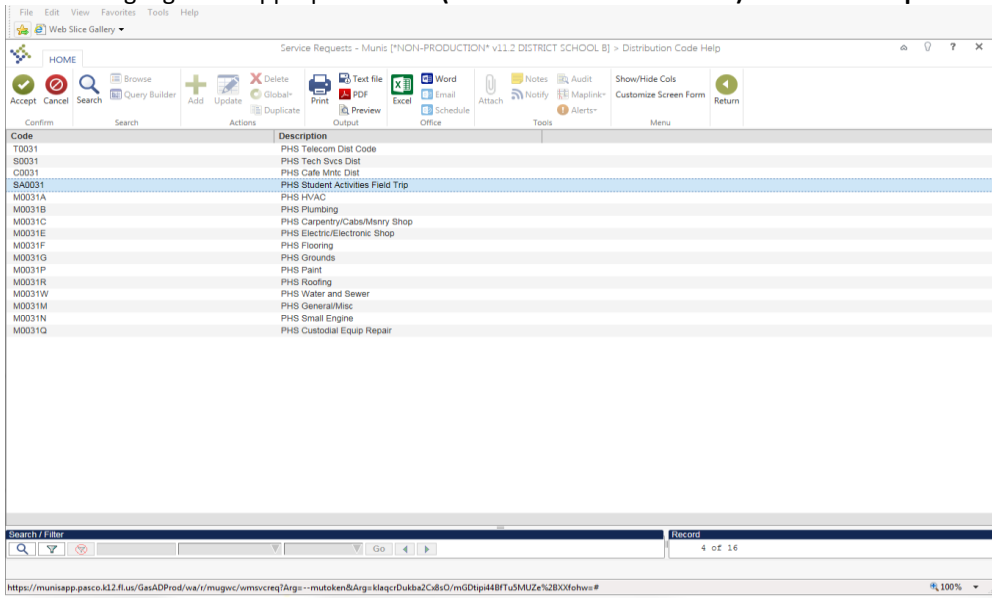 File Edit View Favorites Tools Help
Web Slice Gallery
Service Requests - Munis [*NON-PRODUCTION* v11.2 DISTRICT SCHOOL B] > Distribution Code Help
HOME
Accept Cancel Search Browse Query Builder Add Update Delete Global Duplicate Print Text file PDF Preview Excel Word Email Schedule Attach Notes Notify Audit Maplink Alerts Show/Hide Cols Customize Screen Form Return
Confirm Search Actions Output Office Tools Menu
Code Description
T0031 PHS Telecom Dist Code
S0031 PHS Tech Svcs Dist
C0031 PHS Cafe Mntc Dist
SA0031 PHS Student Activities Field Trip
M0031A PHS HVAC
M0031B PHS Plumbing
M0031C PHS Carpentry/Cabs/Msnry Shop
M0031E PHS Electric/Electronic Shop
M0031F PHS Flooring
M0031G PHS Grounds
M0031P PHS Paint
M0031R PHS Roofing
M0031W PHS Water and Sewer
M0031M PHS General/Misc
M0031N PHS Small Engine
M0031Q PHS Custodial Equip Repair
Search / Filter Record
Go 4 of 16
https://munisapp.pasco.k12.fl.us/GasADProd/wa/r/mugwc/wmsvcreq?Arg=--mutoken&Arg=klaqcrDukba2Cx8sO/mGDtipi44BfTu5MUZe%2BXXfohw=# 100%